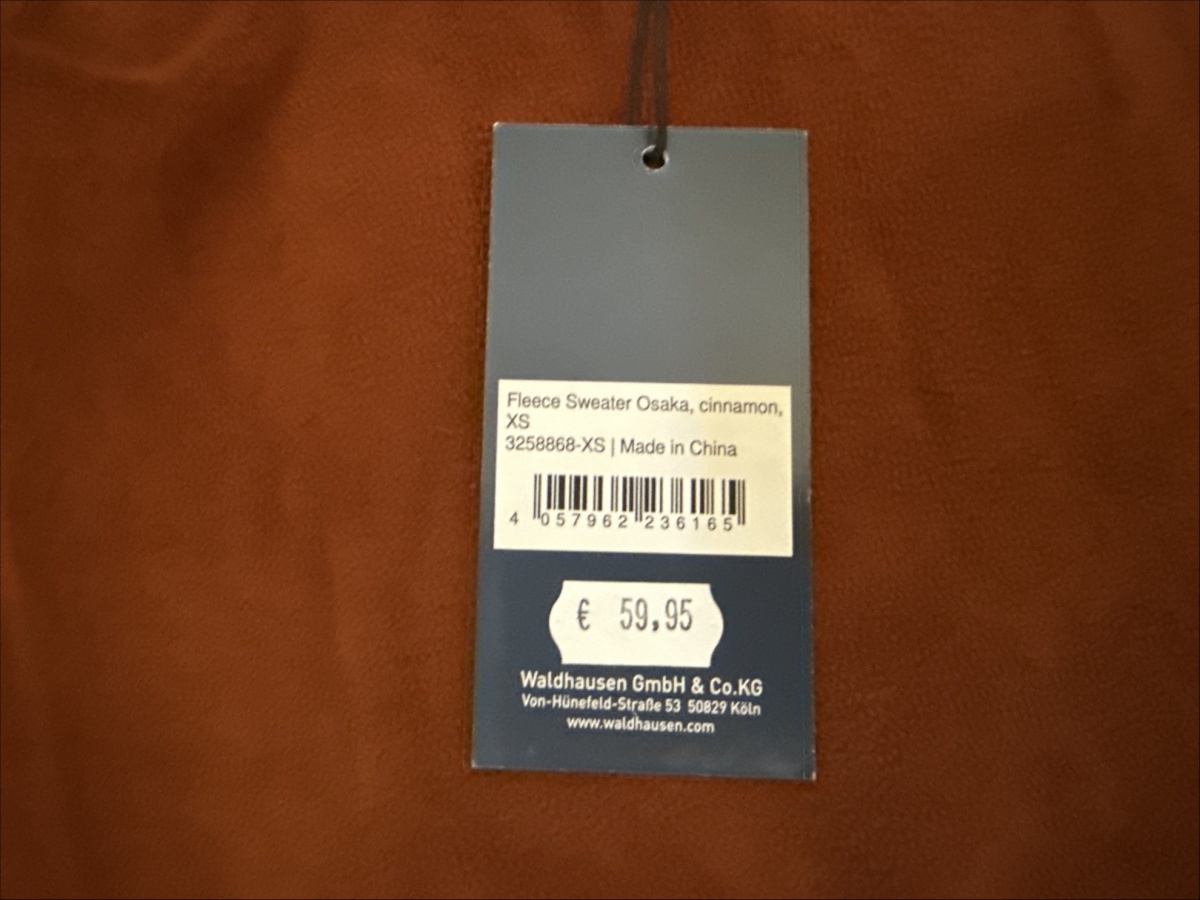 Fleece Sweater Osaka, cinnamon,
XS
3258868-XS | Made in China
4 057962 236165
€ 59,95
Waldhausen GmbH & Co.KG
Von-Hünefeld-Straße 53 50829 Köln
www.waldhausen.com